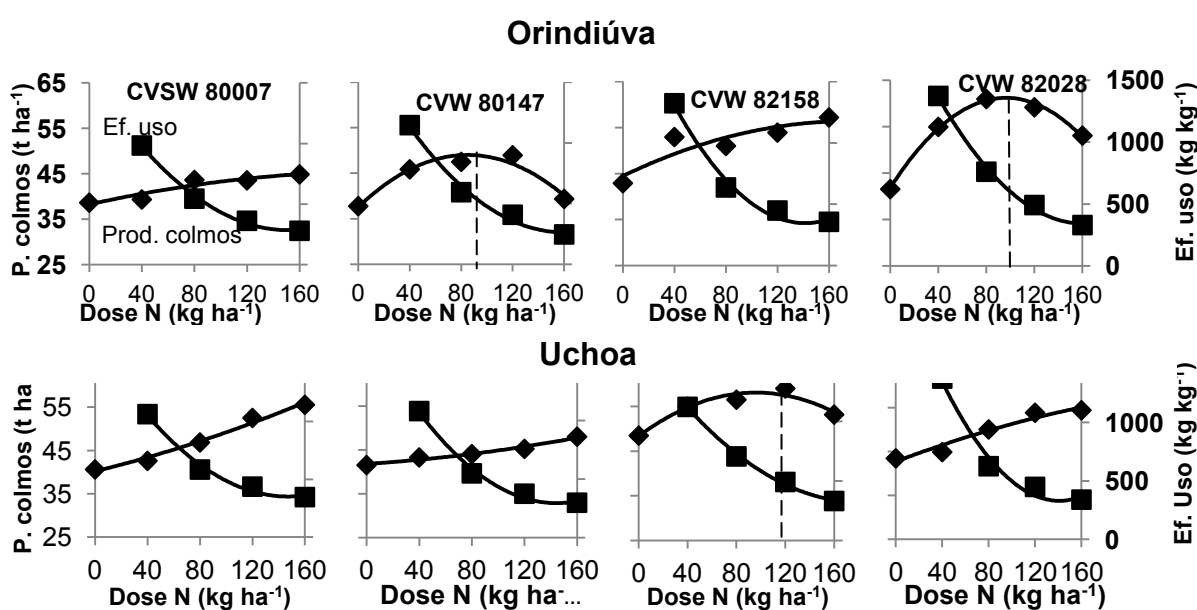 Orindiúva
P. colmos (t ha⁻¹)
65
55
45
35
25
CVSW 80007
Ef. uso
Prod. colmos
0 40 80 120 160
Dose N (kg ha⁻¹)
CVW 80147
0 40 80 120 160
Dose N (kg ha⁻¹)
CVW 82158
0 40 80 120 160
Dose N (kg ha⁻¹)
CVW 82028
0 40 80 120 160
Dose N (kg ha⁻¹)
1500
1000
500
0
Ef. uso (kg kg⁻¹)
Uchoa
P. colmos (t ha
55
45
35
25
0 40 80 120 160
Dose N (kg ha⁻¹)
0 40 80 120 160
Dose N (kg ha-...
0 40 80 120 160
Dose N (kg ha⁻¹)
0 40 80 120 160
Dose N (kg ha⁻¹)
1000
500
0
Ef. Uso (kg kg⁻¹)